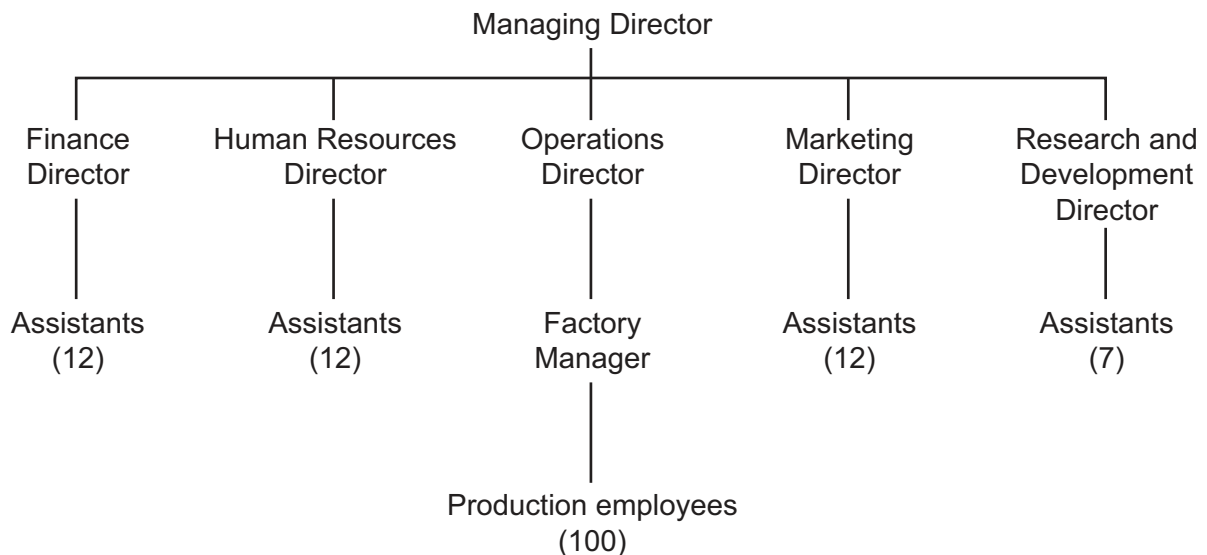 Managing Director
Finance
Director
Human Resources
Director
Operations
Director
Marketing
Director
Research and
Development
Director
Assistants
(12)
Assistants
(12)
Factory
Manager
Assistants
(12)
Assistants
(7)
Production employees
(100)